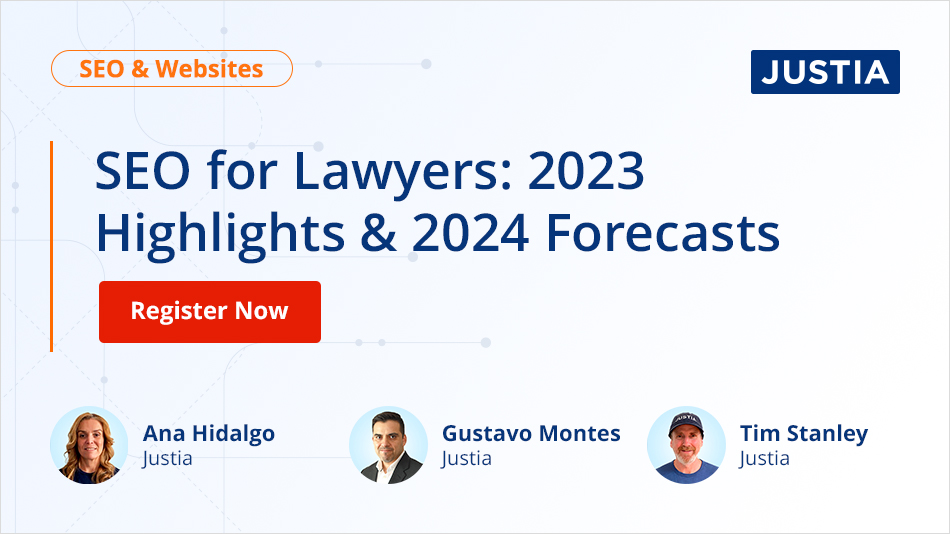 SEO & Websites
JUSTIA
SEO for Lawyers: 2023
Highlights & 2024 Forecasts
Register Now
Ana Hidalgo
Justia
Gustavo Montes
Justia
JUSTIA
Tim Stanley
Justia